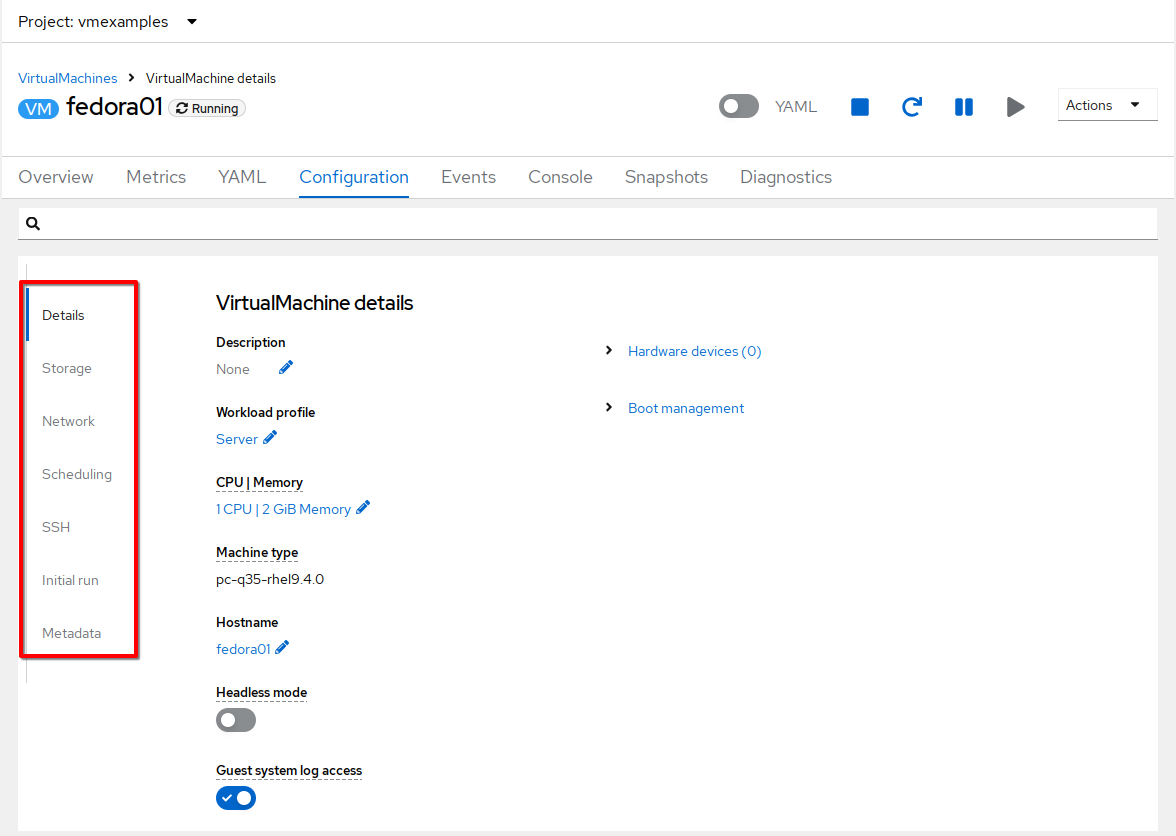 Project: vmexamples
VirtualMachines > VirtualMachine details
VM fedora01 Running
YAML
Actions
Overview Metrics YAML Configuration Events Console Snapshots Diagnostics
Details
Storage
Network
Scheduling
SSH
Initial run
Metadata
VirtualMachine details
Description
None
Workload profile
Server
CPU | Memory
1 CPU | 2 GiB Memory
Machine type
pc-q35-rhel9.4.0
Hostname
fedora01
Headless mode
Guest system log access
Hardware devices (0)
Boot management